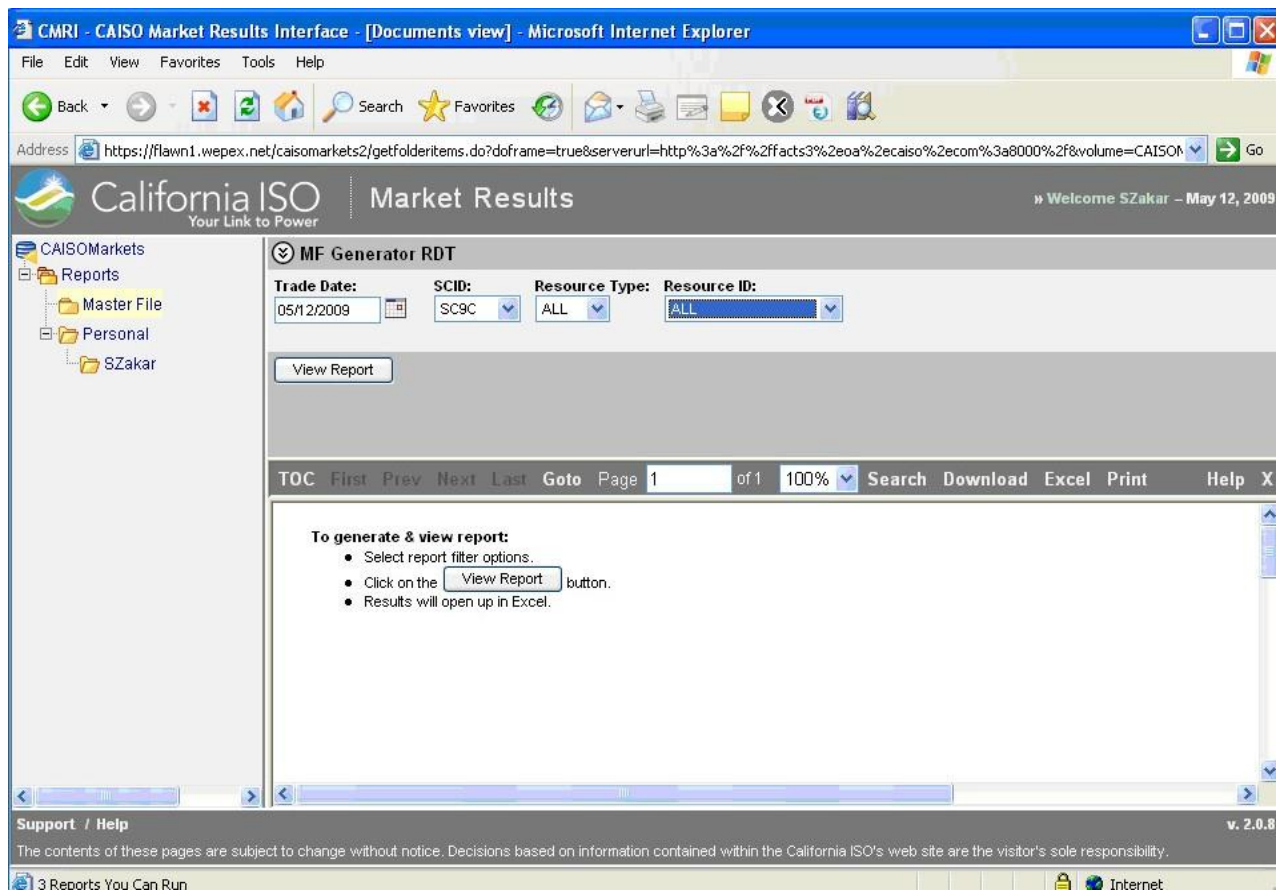 CMRI - CAISO Market Results Interface - [Documents view] - Microsoft Internet Explorer
File Edit View Favorites Tools Help
Back Search Favorites
Address https://flawn1.wepex.net/caisomarkets2/getfolderitems.do?doframe=true&serverurl=http%3a%2f%2ffacts3%2eoa%2ecaiso%2ecom%3a8000%2f&volume=CAISOM Go
California ISO
Your Link to Power
Market Results
» Welcome SZakar – May 12, 2009
CAISOMarkets
Reports
Master File
Personal
SZakar
MF Generator RDT
Trade Date: SCID: Resource Type: Resource ID:
05/12/2009 SC9C ALL ALL
View Report
TOC First Prev Next Last Goto Page 1 of 1 100% Search Download Excel Print Help X
To generate & view report:
• Select report filter options.
• Click on the View Report button.
• Results will open up in Excel.
Support / Help v. 2.0.8
The contents of these pages are subject to change without notice. Decisions based on information contained within the California ISO's web site are the visitor's sole responsibility.
3 Reports You Can Run Internet